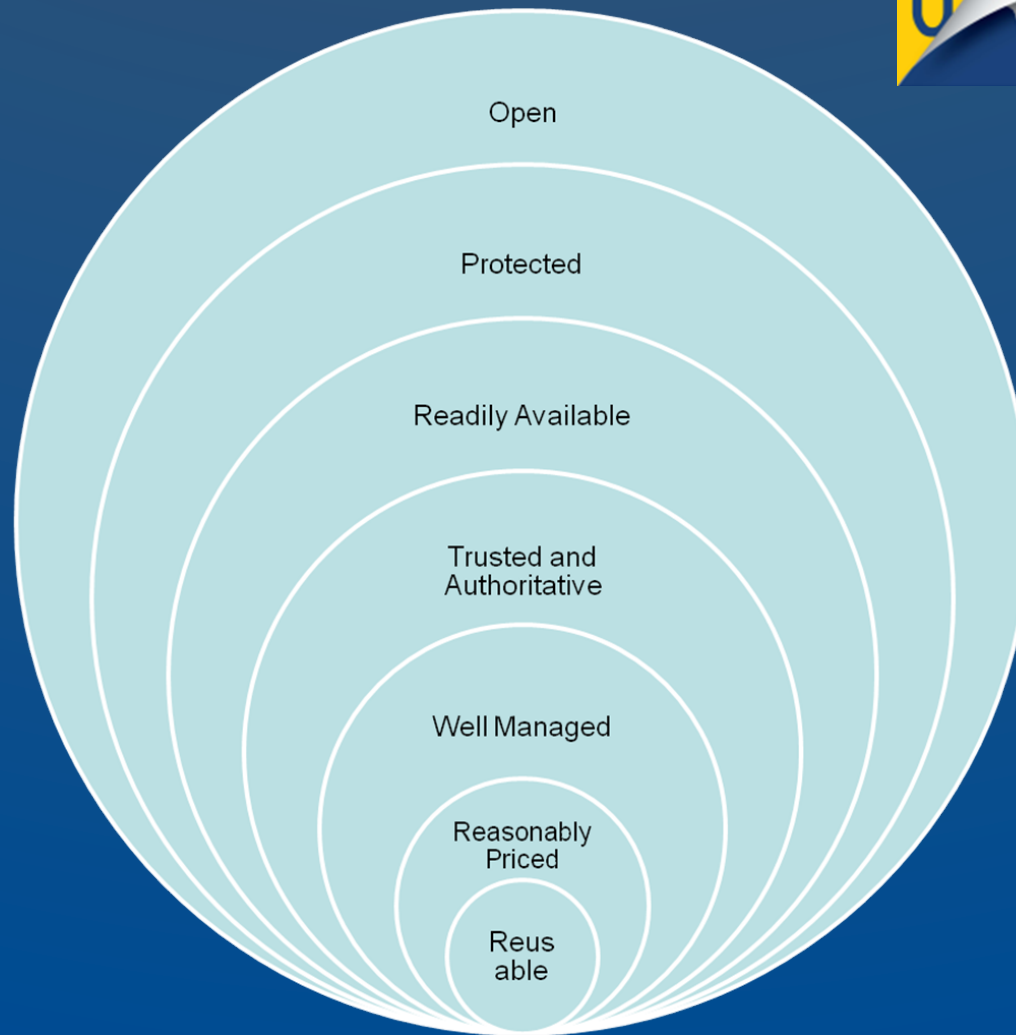 Open
Protected
Readily Available
Trusted and
Authoritative
Well Managed
Reasonably
Priced
Reus
able